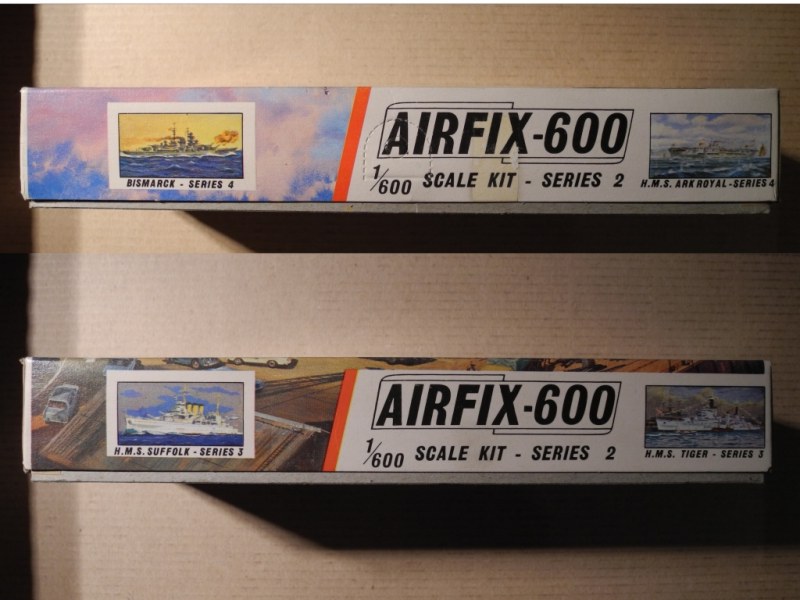 BISMARCK - SERIES 4
AIRFIX-600
1/600 SCALE KIT - SERIES 2
H.M.S. ARK ROYAL - SERIES 4
H.M.S. SUFFOLK - SERIES 3
AIRFIX-600
1/600 SCALE KIT - SERIES 2
H.M.S. TIGER - SERIES 3